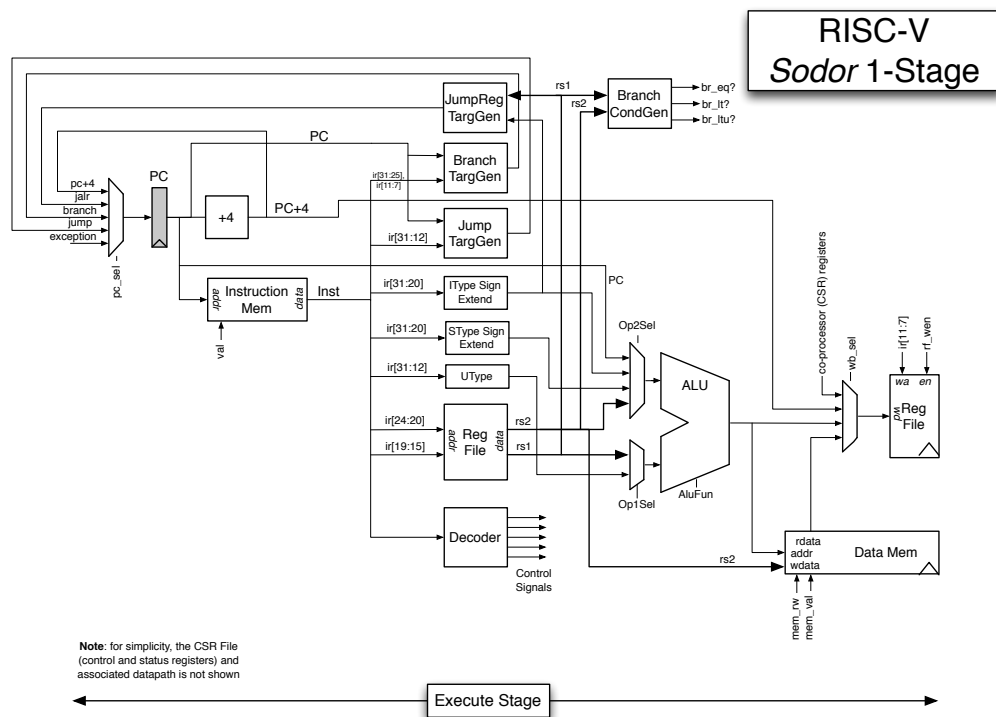 RISC-V
Sodor 1-Stage
rs1
rs2
JumpReg
TargGen
Branch
CondGen
br_eq?
br_lt?
br_ltu?
PC
Branch
TargGen
ir[31:25],
ir[11:7]
PC
pc+4
jalr
branch
jump
exception
+4
PC+4
Jump
TargGen
ir[31:12]
pc_sel
addr
Instruction
Mem
data
Inst
val
ir[31:20]
IType Sign
Extend
PC
Op2Sel
ir[31:20]
SType Sign
Extend
ir[31:12]
UType
ALU
co-processor (CSR) registers
wb_sel
ir[11:7]
rf_wen
wa
en
wd
Reg
File
ir[24:20]
ir[19:15]
addr
Reg
File
data
rs2
rs1
Op1Sel
AluFun
Decoder
Control
Signals
rs2
rdata
addr
wdata
Data Mem
mem_rw
mem_val
Note: for simplicity, the CSR File
(control and status registers) and
associated datapath is not shown
Execute Stage